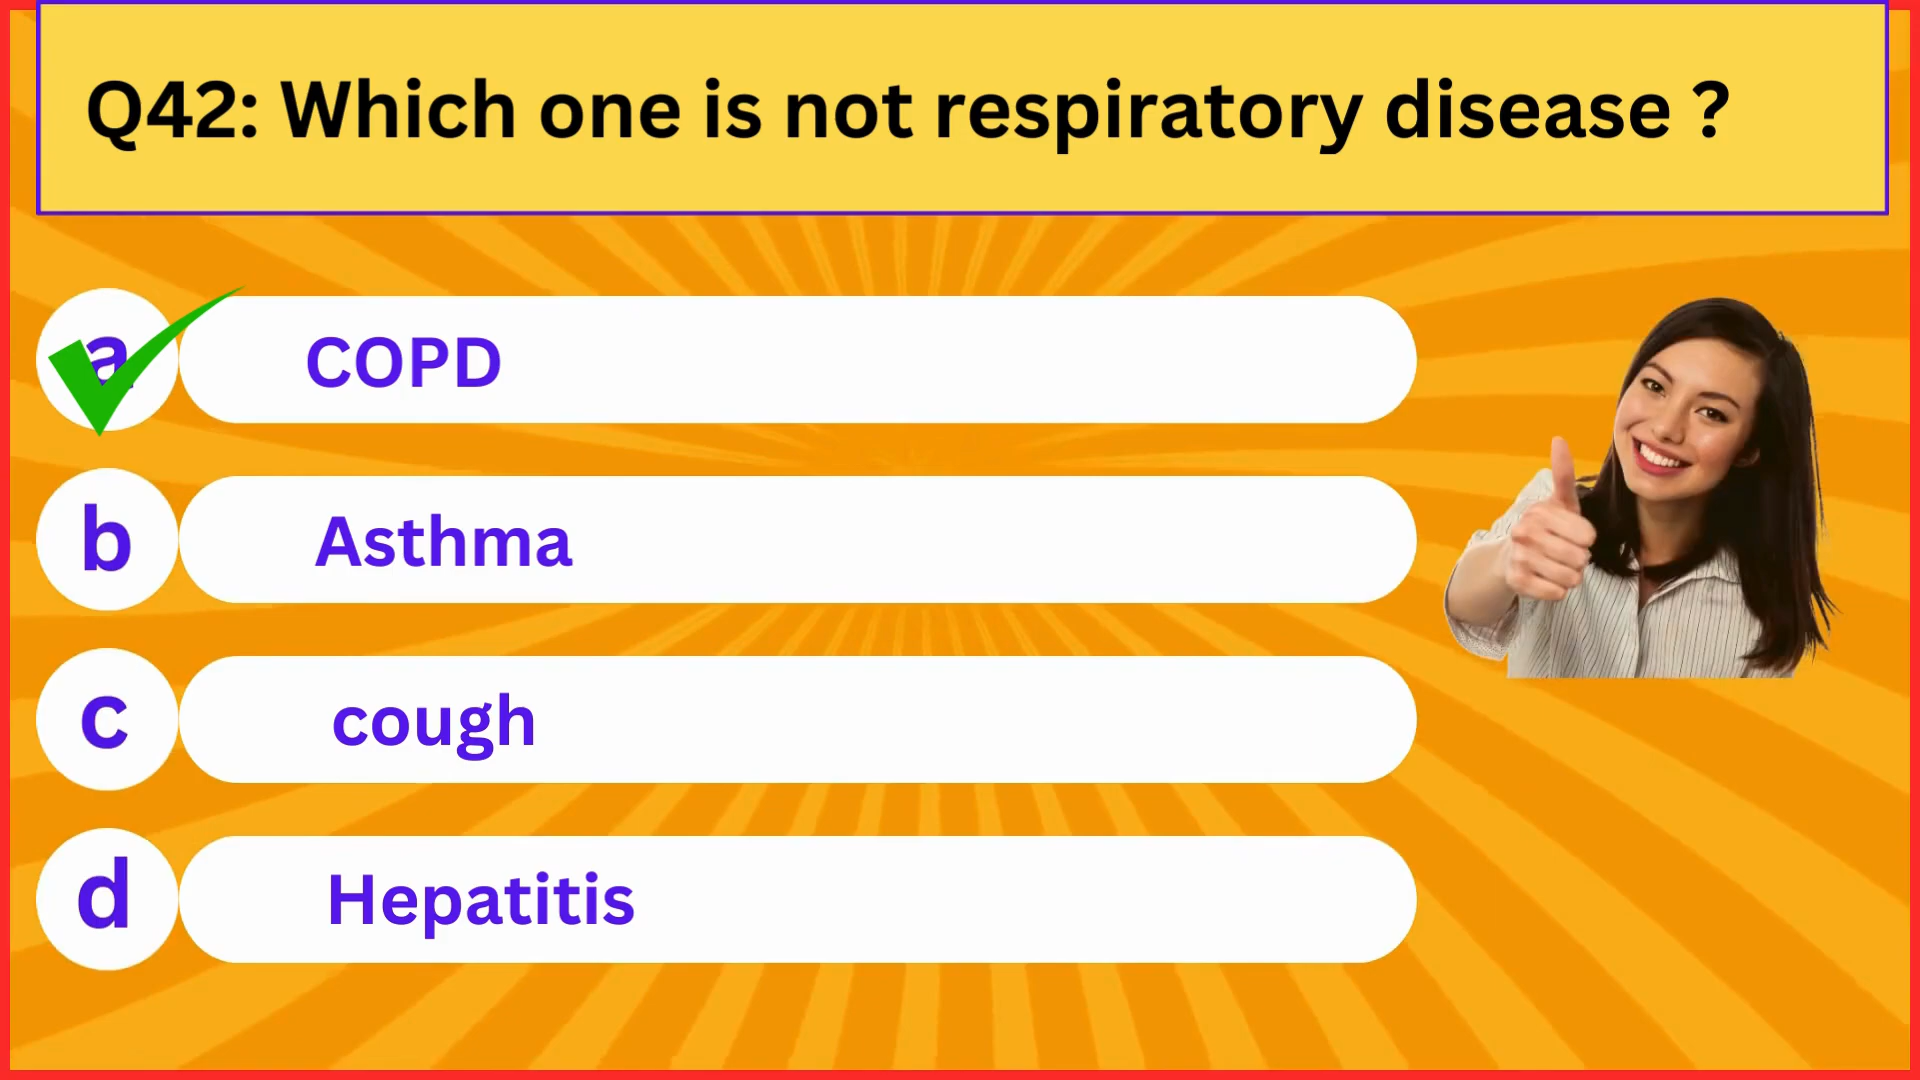 Q42: Which one is not respiratory disease ?
a COPD
b Asthma
c cough
d Hepatitis